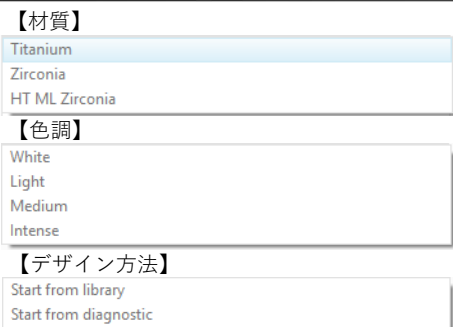 【材質】
Titanium
Zirconia
HT ML Zirconia
【色調】
White
Light
Medium
Intense
【デザイン方法】
Start from library
Start from diagnostic